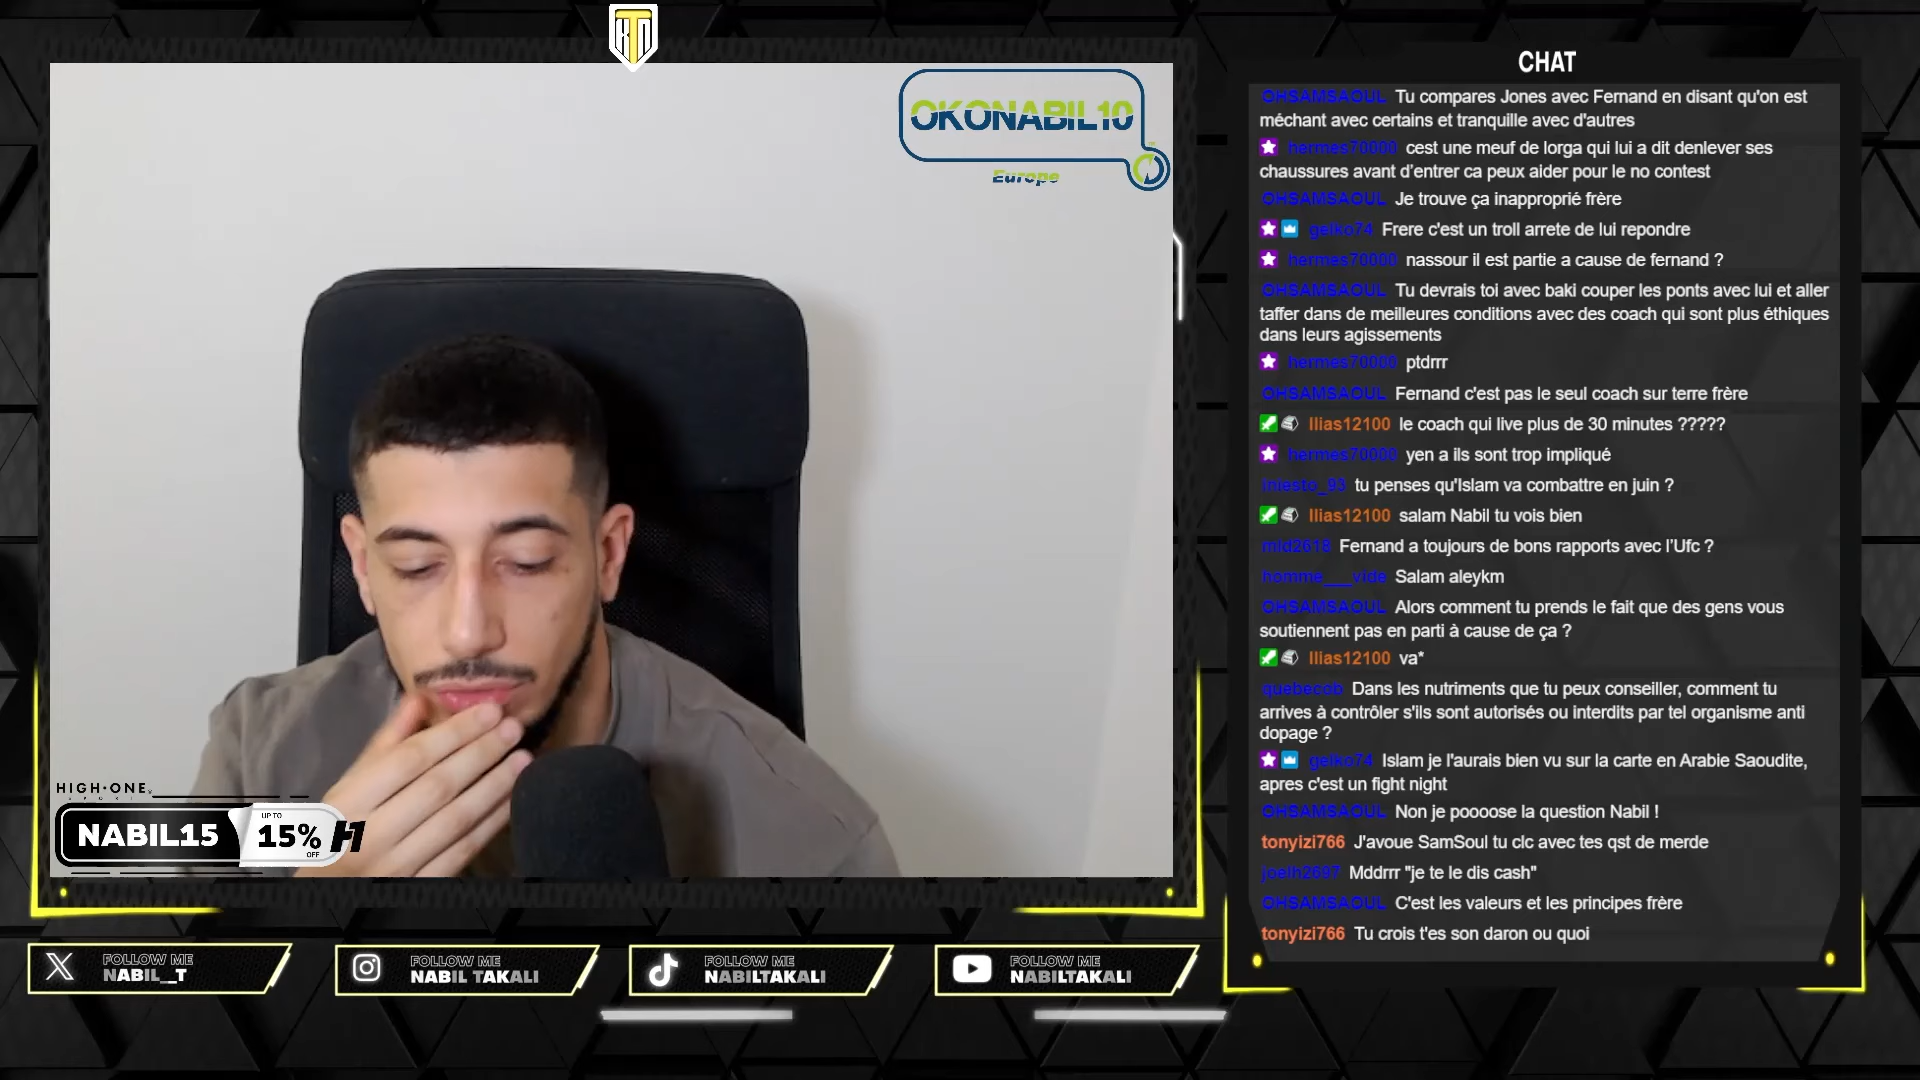 KTN
OKONABIL10
Europe
HIGH·ONE
SPORT
NABIL15
UP TO
15%
OFF
H1
FOLLOW ME
NABIL__T
FOLLOW ME
NABIL TAKALI
FOLLOW ME
NABILTAKALI
FOLLOW ME
NABILTAKALI
CHAT
OHSAMSAOUL Tu compares Jones avec Fernand en disant qu'on est
méchant avec certains et tranquille avec d'autres
hermes70000 cest une meuf de lorga qui lui a dit denlever ses
chaussures avant d'entrer ca peux aider pour le no contest
OHSAMSAOUL Je trouve ça inapproprié frère
gelko74 Frere c'est un troll arrete de lui repondre
hermes70000 nassour il est partie a cause de fernand ?
OHSAMSAOUL Tu devrais toi avec baki couper les ponts avec lui et aller
taffer dans de meilleures conditions avec des coach qui sont plus éthiques
dans leurs agissements
hermes70000 ptdrrr
OHSAMSAOUL Fernand c'est pas le seul coach sur terre frère
Ilias12100 le coach qui live plus de 30 minutes ?????
hermes70000 yen a ils sont trop impliqué
iniesto_93 tu penses qu'Islam va combattre en juin ?
Ilias12100 salam Nabil tu vois bien
mid2618 Fernand a toujours de bons rapports avec l'Ufc ?
homme___vide Salam aleykm
OHSAMSAOUL Alors comment tu prends le fait que des gens vous
soutiennent pas en parti à cause de ça ?
Ilias12100 va*
quebecob Dans les nutriments que tu peux conseiller, comment tu
arrives à contrôler s'ils sont autorisés ou interdits par tel organisme anti
dopage ?
gelko74 Islam je l'aurais bien vu sur la carte en Arabie Saoudite,
apres c'est un fight night
OHSAMSAOUL Non je poooose la question Nabil !
tonyizi766 J'avoue SamSoul tu clc avec tes qst de merde
joelh2697 Mddrrr "je te le dis cash"
OHSAMSAOUL C'est les valeurs et les principes frère
tonyizi766 Tu crois t'es son daron ou quoi